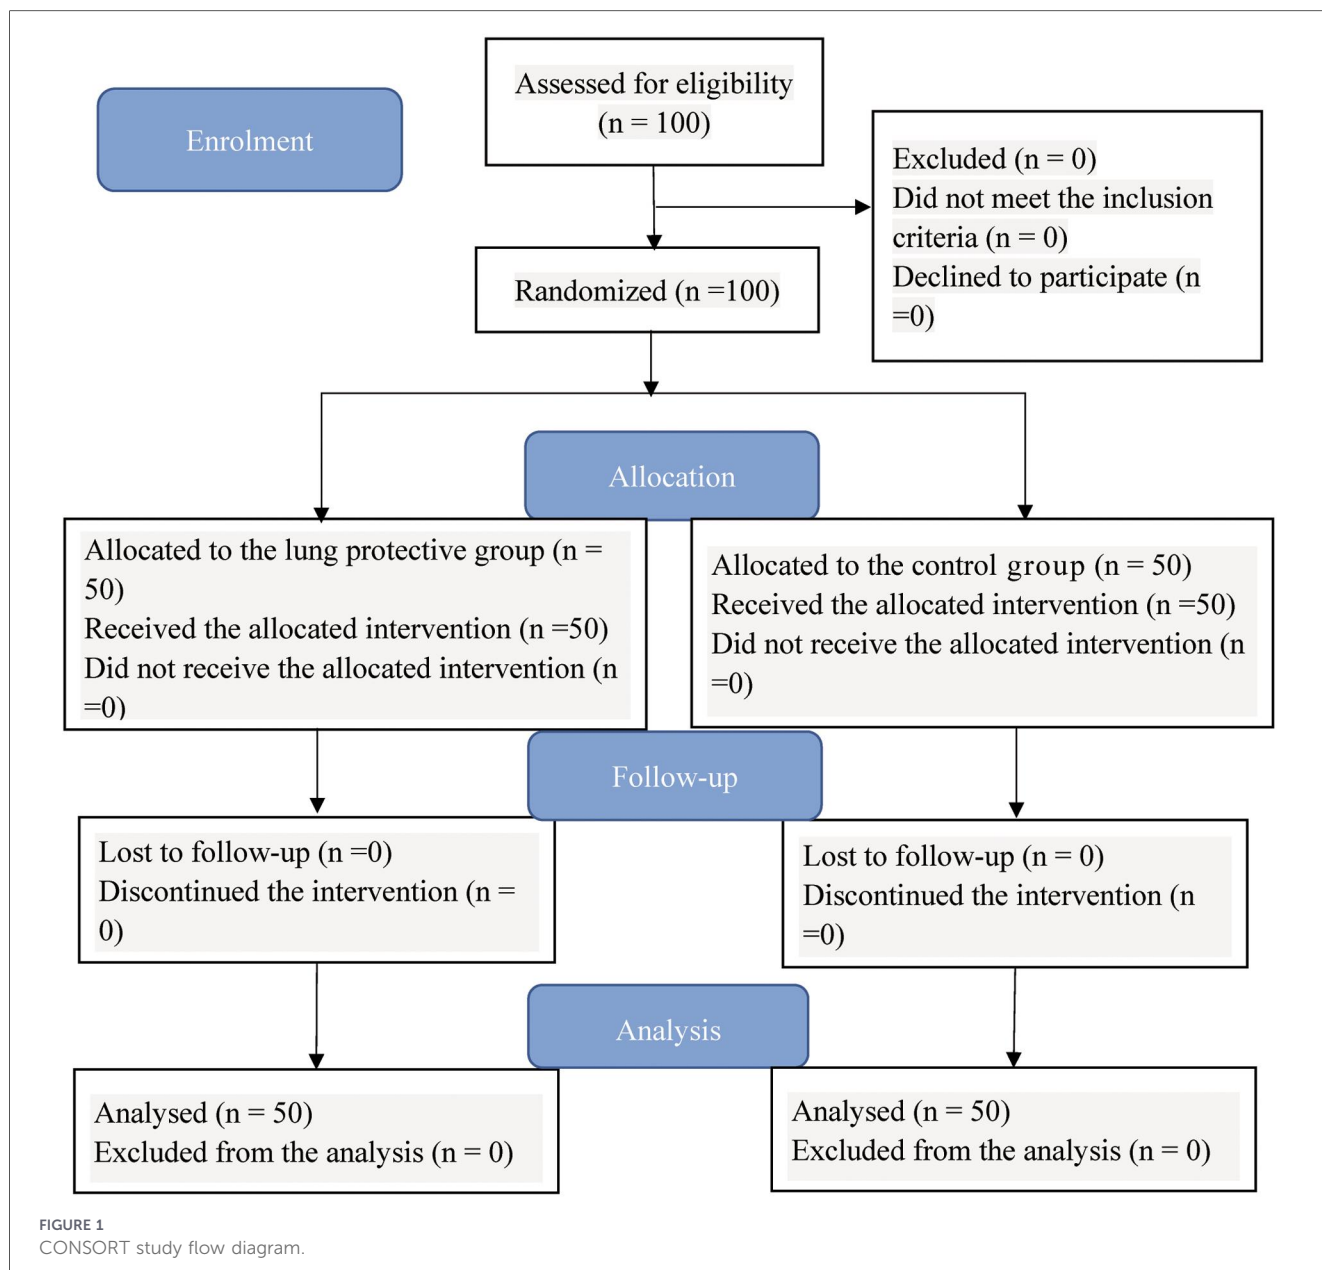 Enrolment
Assessed for eligibility
(n = 100)
Excluded (n = 0)
Did not meet the inclusion
criteria (n = 0)
Declined to participate (n
=0)
Randomized (n =100)
Allocation
Allocated to the lung protective group (n =
50)
Received the allocated intervention (n =50)
Did not receive the allocated intervention (n
=0)
Allocated to the control group (n = 50)
Received the allocated intervention (n =50)
Did not receive the allocated intervention (n
=0)
Follow-up
Lost to follow-up (n =0)
Discontinued the intervention (n =
0)
Lost to follow-up (n = 0)
Discontinued the intervention (n
=0)
Analysis
Analysed (n = 50)
Excluded from the analysis (n = 0)
Analysed (n = 50)
Excluded from the analysis (n = 0)
FIGURE 1
CONSORT study flow diagram.